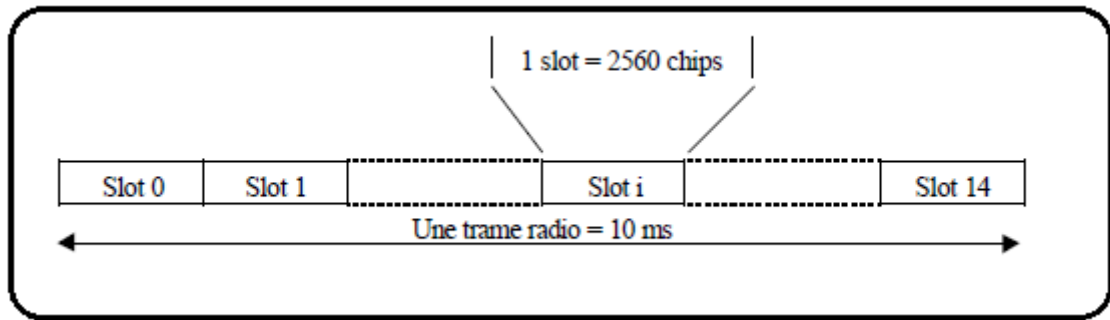 1 slot = 2560 chips
Slot 0 Slot 1 Slot i Slot 14
Une trame radio = 10 ms